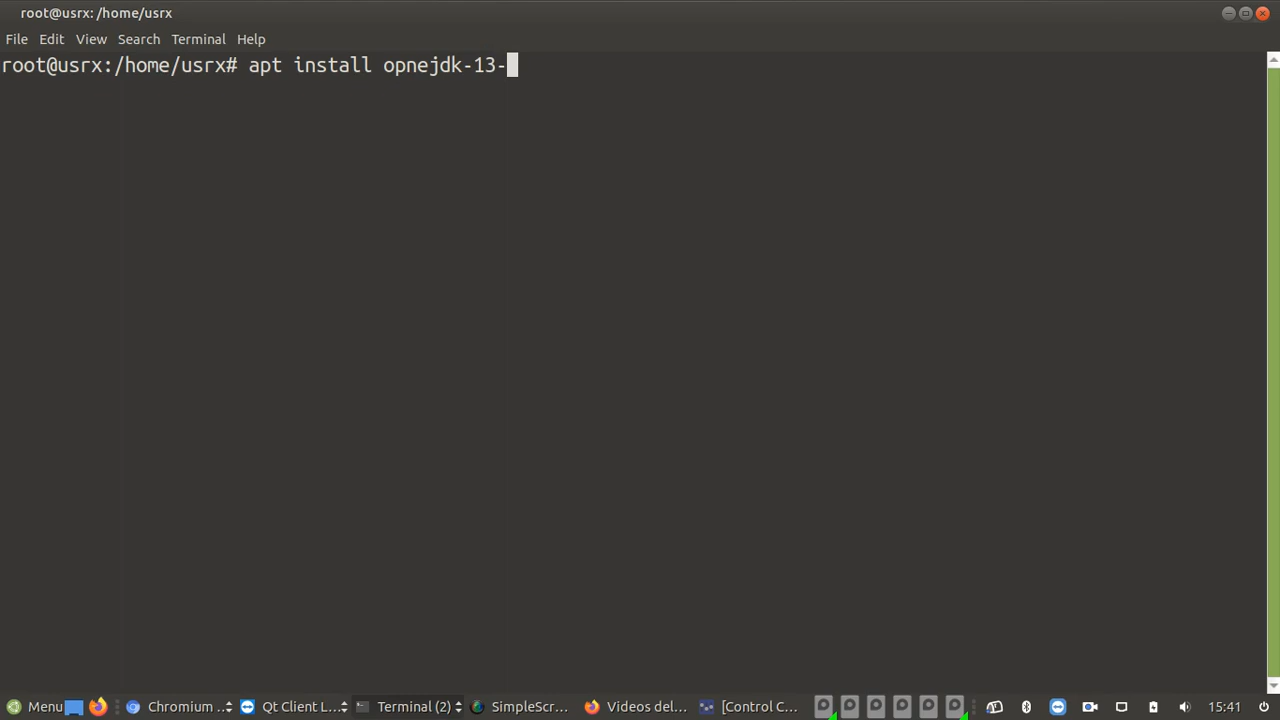 root@usrx: /home/usrx
File Edit View Search Terminal Help
root@usrx:/home/usrx# apt install opnejdk-13-
Menu Chromium .. Qt Client L... Terminal (2) SimpleScr... Videos del... [Control C... 15:41